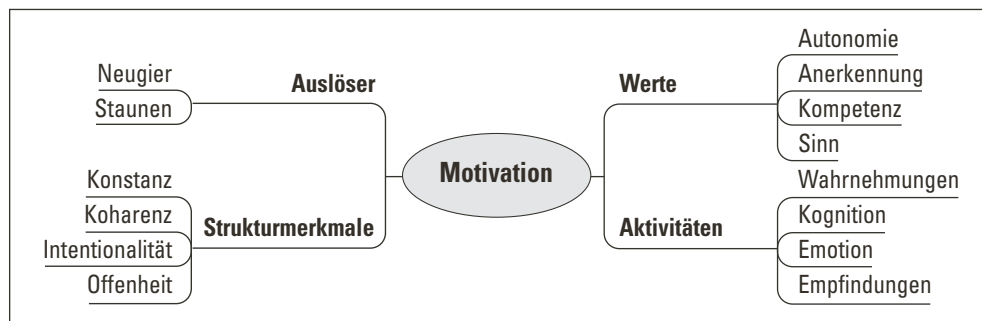 Neugier
Staunen
Auslöser
Konstanz
Koharenz
Intentionalität
Offenheit
Strukturmerkmale
Motivation
Werte
Autonomie
Anerkennung
Kompetenz
Sinn
Aktivitäten
Wahrnehmungen
Kognition
Emotion
Empfindungen